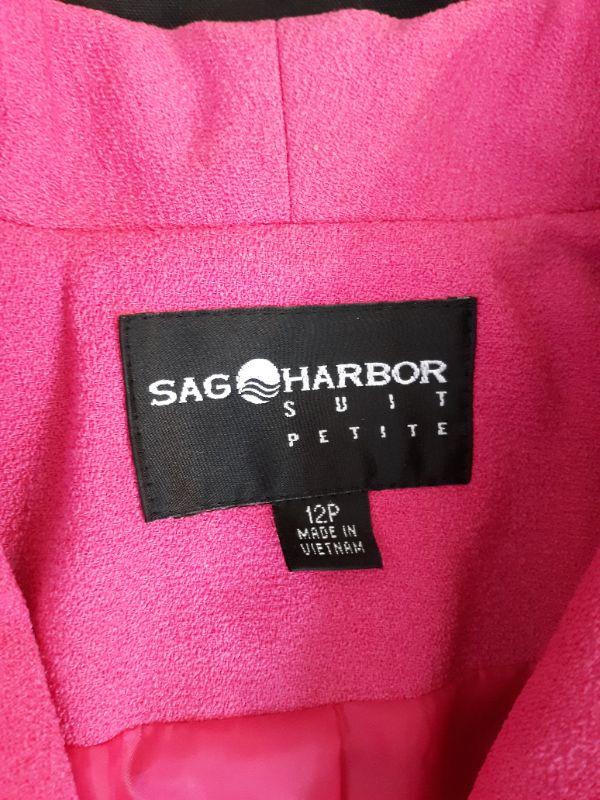 SAG HARBOR
SUIT
PETITE
12P
MADE IN
VIETNAM